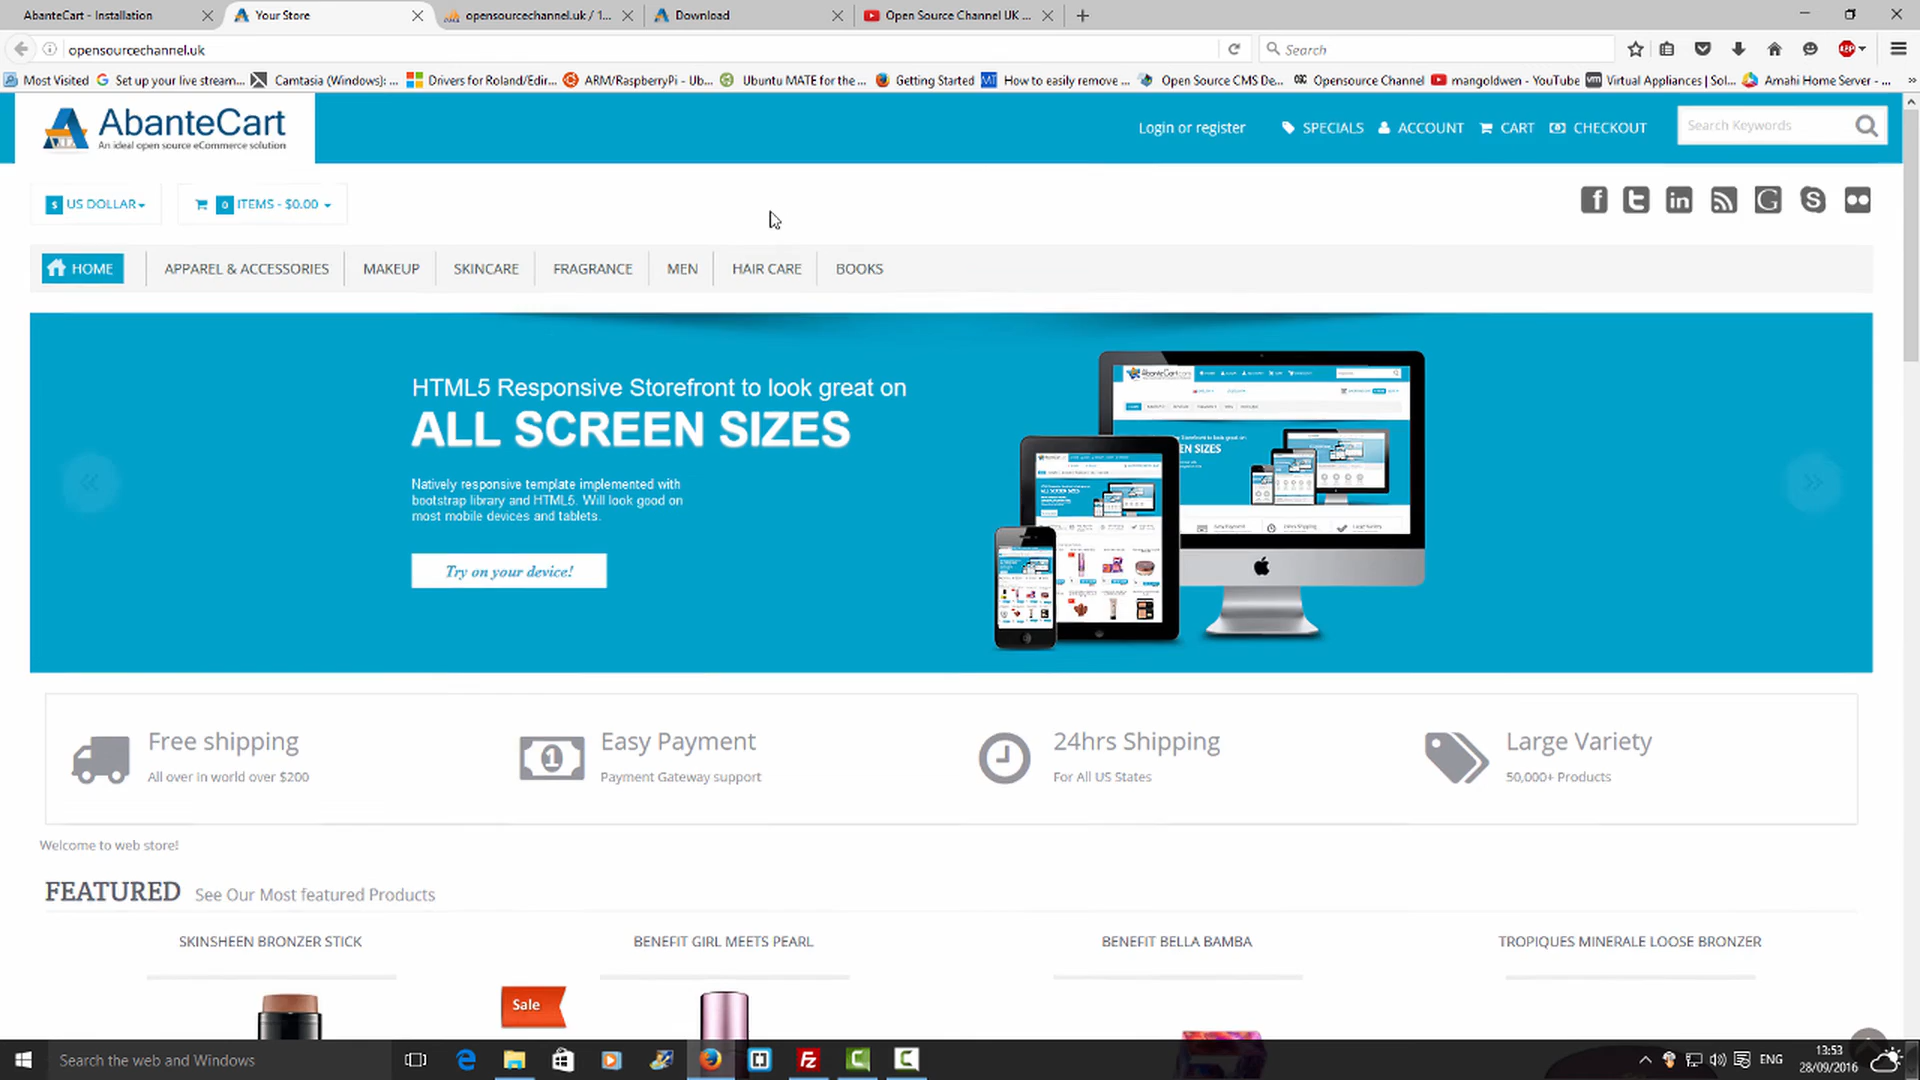 AbanteCart - Installation
Your Store
opensourcechannel.uk / 1...
Download
Open Source Channel UK ...
opensourcechannel.uk
Search
Most Visited
Set up your live stream...
Camtasia (Windows): ...
Drivers for Roland/Edir...
ARM/RaspberryPi - Ub...
Ubuntu MATE for the ...
Getting Started
How to easily remove ...
Open Source CMS De...
Opensource Channel
mangoldwen - YouTube
Virtual Appliances | Sol...
Amahi Home Server - ...
AbanteCart
An ideal open source eCommerce solution
Login or register
SPECIALS
ACCOUNT
CART
CHECKOUT
Search Keywords
$ US DOLLAR
0 ITEMS - $0.00
HOME
APPAREL & ACCESSORIES
MAKEUP
SKINCARE
FRAGRANCE
MEN
HAIR CARE
BOOKS
HTML5 Responsive Storefront to look great on
ALL SCREEN SIZES
Natively responsive template implemented with
bootstrap library and HTML5. Will look good on
most mobile devices and tablets.
Try on your device!
Free shipping
All over in world over $200
Easy Payment
Payment Gateway support
24hrs Shipping
For All US States
Large Variety
50,000+ Products
Welcome to web store!
FEATURED See Our Most featured Products
SKINSHEEN BRONZER STICK
BENEFIT GIRL MEETS PEARL
BENEFIT BELLA BAMBA
TROPIQUES MINERALE LOOSE BRONZER
Sale
Search the web and Windows
ENG
13:53
28/09/2016